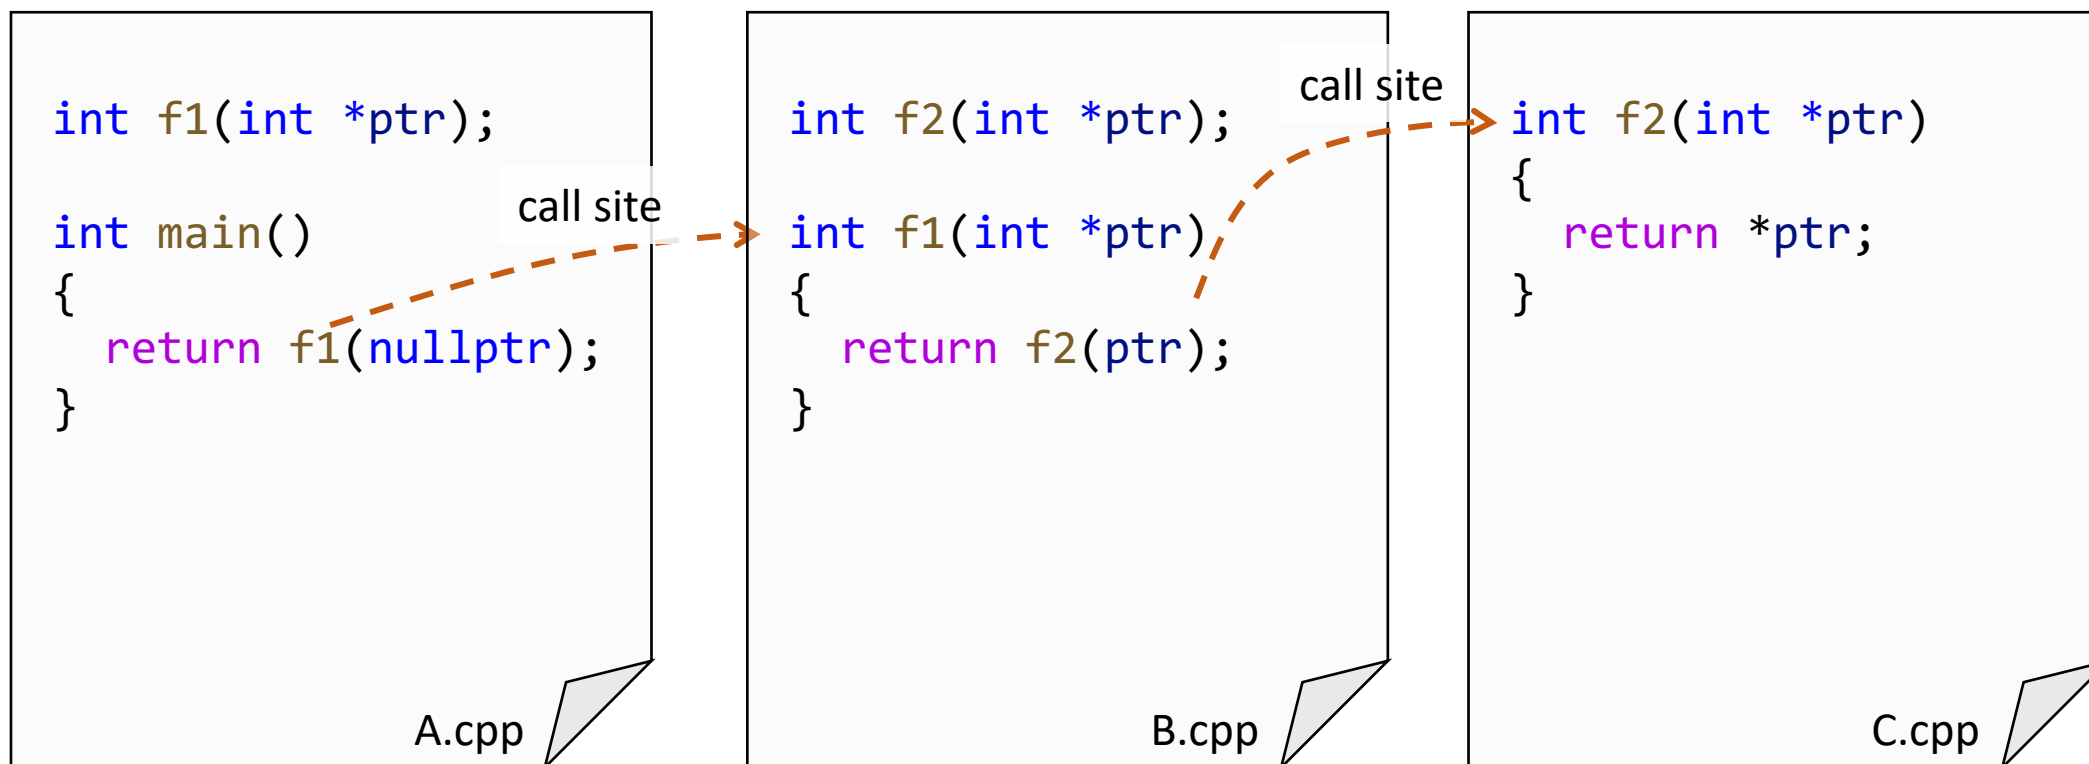 int f1(int *ptr);
int main()
{
return f1(nullptr);
}
A.cpp
call site
int f2(int *ptr);
int f1(int *ptr)
{
return f2(ptr);
}
B.cpp
call site
int f2(int *ptr)
{
return *ptr;
}
C.cpp